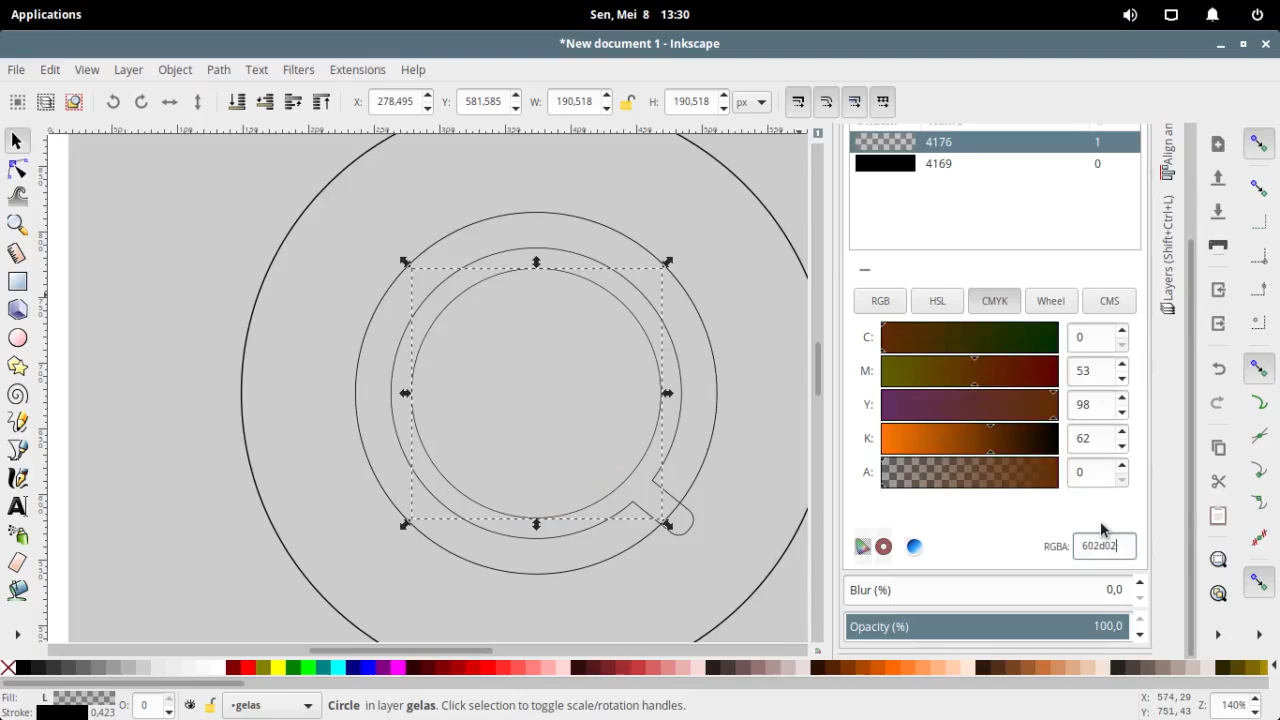 Applications
Sen, Mei 8 13:30
*New document 1 - Inkscape
File Edit View Layer Object Path Text Filters Extensions Help
X: 278,495 Y: 581,585 W: 190,518 H: 190,518 px
4176 1
4169 0
RGB HSL CMYK Wheel CMS
C: 0
M: 53
Y: 98
K: 62
A: 0
RGBA: 602d02
Blur (%) 0,0
Opacity (%) 100,0
Layers (Shift+Ctrl+L)
Align an
Fill: L O: 0
Stroke: 0,423
•gelas
Circle in layer gelas. Click selection to toggle scale/rotation handles.
X: 574,29
Y: 751,43
Z: 140%